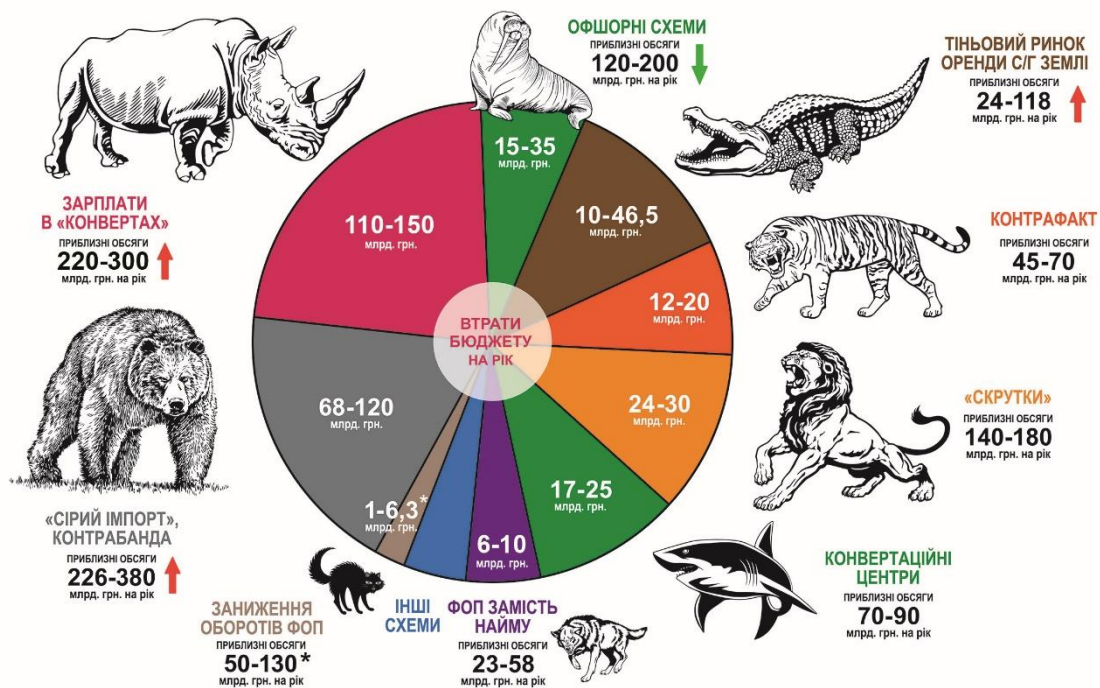 ОФШОРНІ СХЕМИ
ПРИБЛИЗНІ ОБСЯГИ
120-200
млрд. грн. на рік
ТІНЬОВИЙ РИНОК
ОРЕНДИ С/Г ЗЕМЛІ
ПРИБЛИЗНІ ОБСЯГИ
24-118
млрд. грн. на рік
КОНТРАФАКТ
ПРИБЛИЗНІ ОБСЯГИ
45-70
млрд. грн. на рік
«СКРУТКИ»
ПРИБЛИЗНІ ОБСЯГИ
140-180
млрд. грн. на рік
КОНВЕРТАЦІЙНІ
ЦЕНТРИ
ПРИБЛИЗНІ ОБСЯГИ
70-90
млрд. грн. на рік
ФОП ЗАМІСТЬ
НАЙМУ
ПРИБЛИЗНІ ОБСЯГИ
23-58
млрд. грн. на рік
ІНШІ
СХЕМИ
ЗАНИЖЕННЯ
ОБОРОТІВ ФОП
ПРИБЛИЗНІ ОБСЯГИ
50-130*
млрд. грн. на рік
«СІРИЙ ІМПОРТ»,
КОНТРАБАНДА
ПРИБЛИЗНІ ОБСЯГИ
226-380
млрд. грн. на рік
ЗАРПЛАТИ
В «КОНВЕРТАХ»
ПРИБЛИЗНІ ОБСЯГИ
220-300
млрд. грн. на рік
15-35
млрд. грн.
10-46,5
млрд. грн.
12-20
млрд. грн.
24-30
млрд. грн.
17-25
млрд. грн.
6-10
млрд. грн.
1-6,3*
млрд. грн.
68-120
млрд. грн.
110-150
млрд. грн.
ВТРАТИ
БЮДЖЕТУ
НА РІК